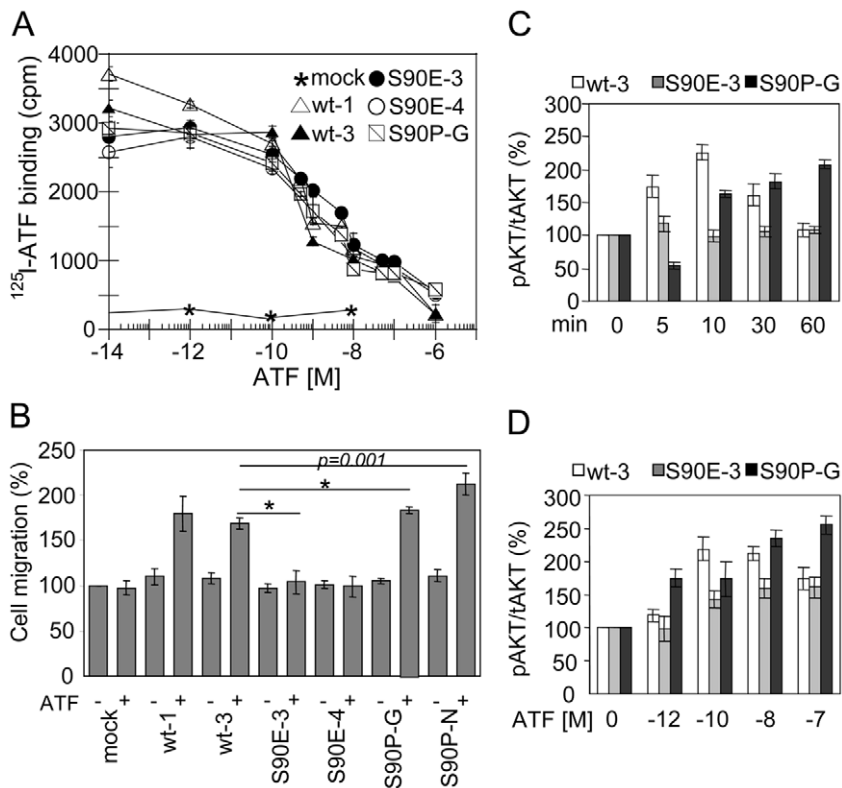 A
4000
3000
2000
1000
0
¹²⁵I-ATF binding (cpm)
* mock
wt-1
wt-3
S90E-3
S90E-4
S90P-G
-14 -12 -10 -8 -6
ATF [M]
B
250
200
150
100
50
0
Cell migration (%)
p=0.001
*
*
ATF - + - + - + - + - + - + - +
mock wt-1 wt-3 S90E-3 S90E-4 S90P-G S90P-N
C
wt-3 S90E-3 S90P-G
300
250
200
150
100
50
0
pAKT/tAKT (%)
min 0 5 10 30 60
D
wt-3 S90E-3 S90P-G
300
250
200
150
100
50
0
pAKT/tAKT (%)
ATF [M] 0 -12 -10 -8 -7